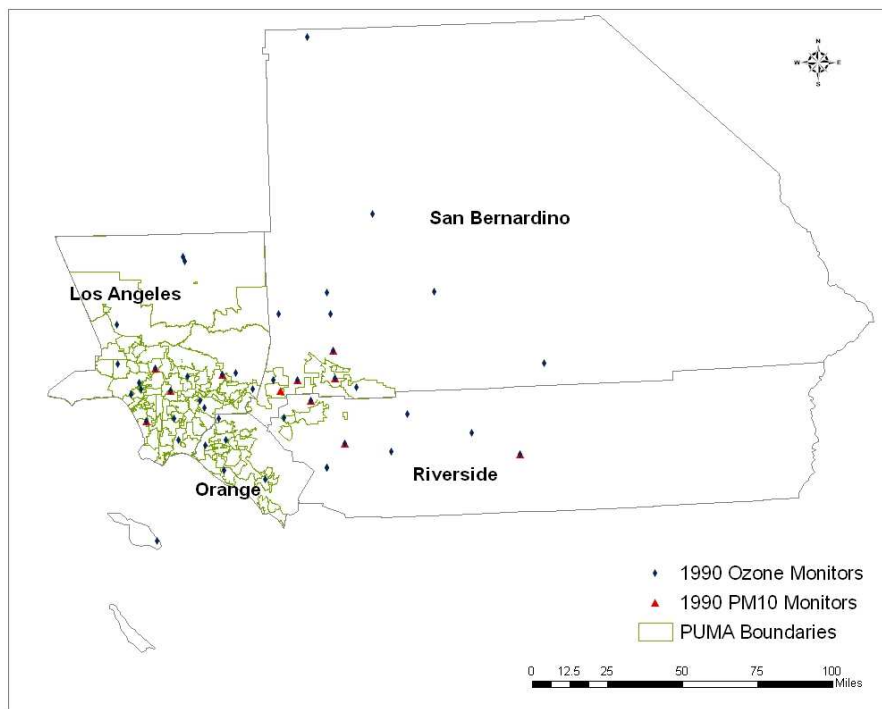 N
W E
S
San Bernardino
Los Angeles
Riverside
Orange
1990 Ozone Monitors
1990 PM10 Monitors
PUMA Boundaries
0 12.5 25 50 75 100
Miles